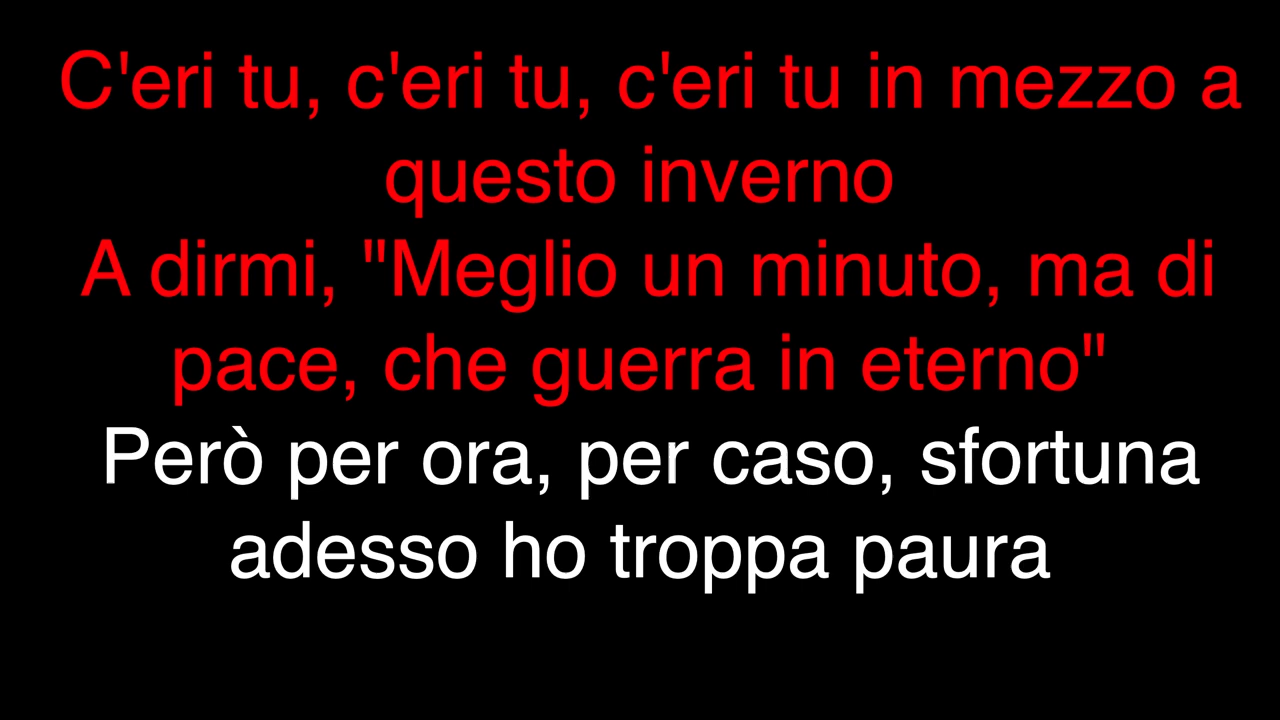 C'eri tu, c'eri tu, c'eri tu in mezzo a
questo inverno
A dirmi, "Meglio un minuto, ma di
pace, che guerra in eterno"
Però per ora, per caso, sfortuna
adesso ho troppa paura